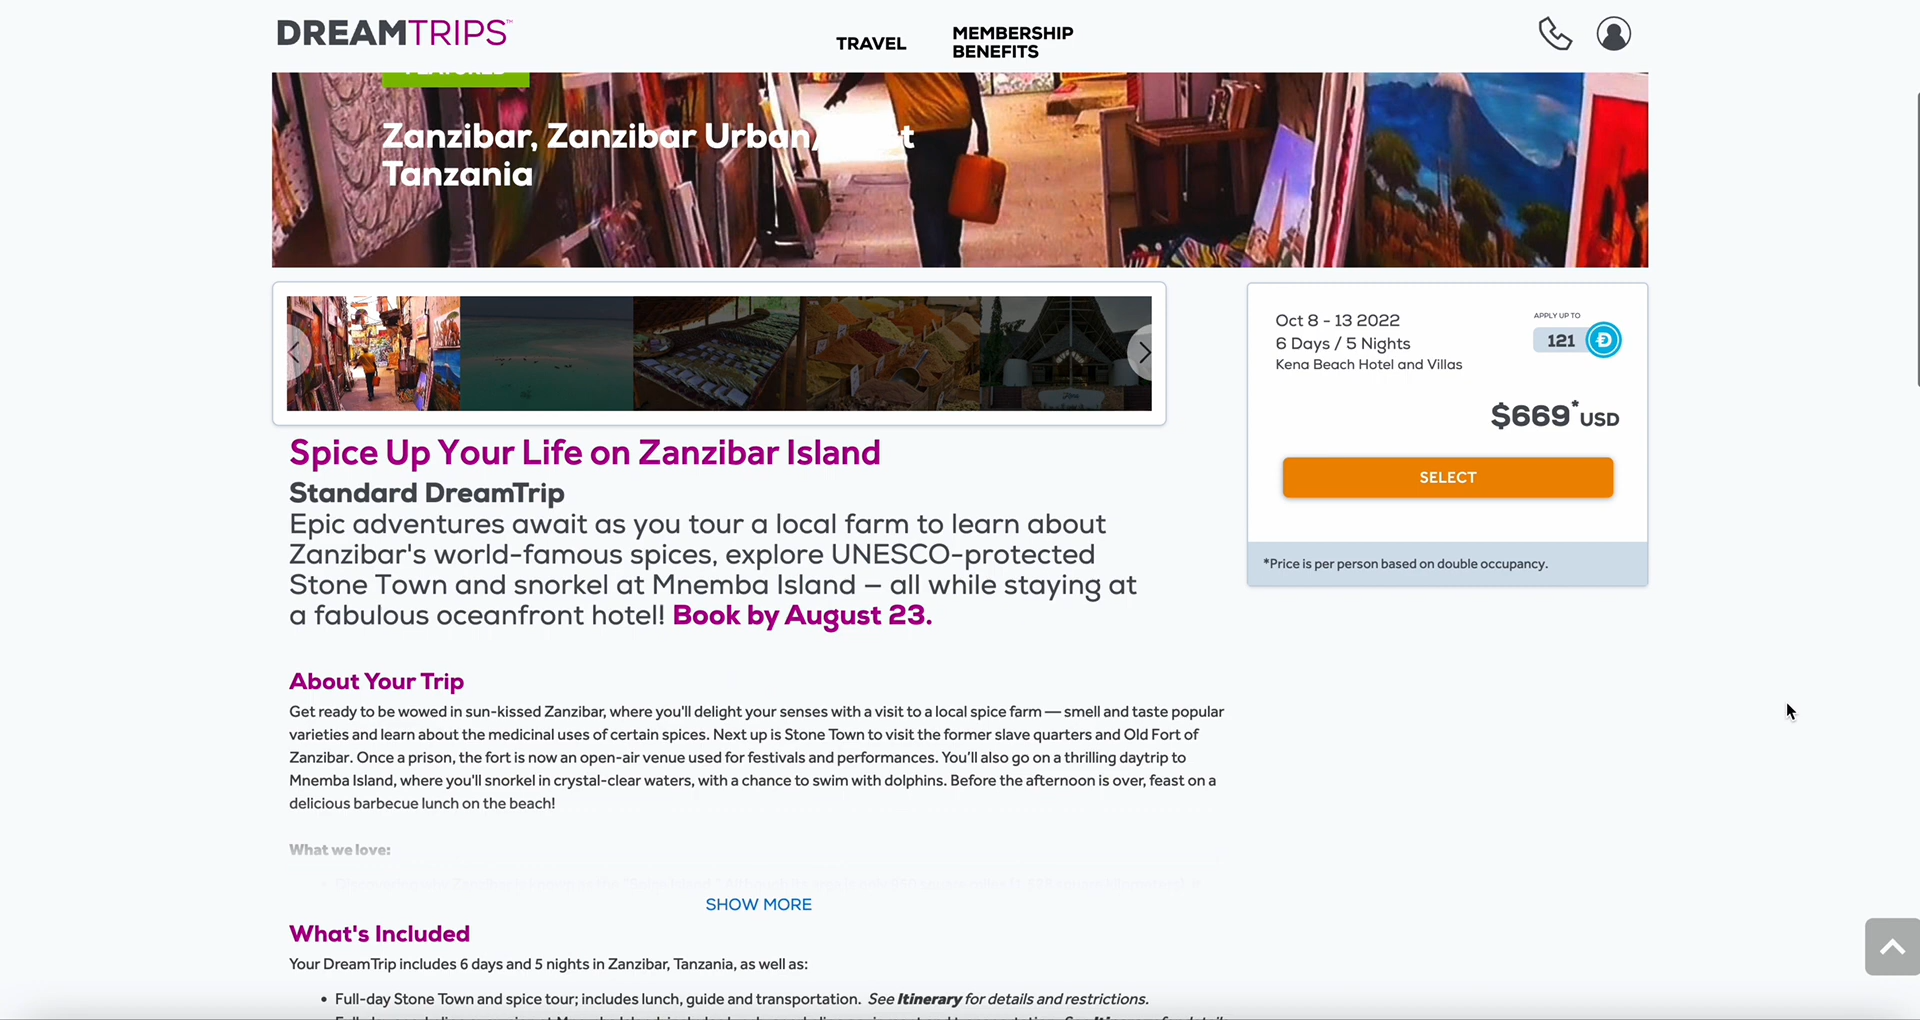 DREAMTRIPS™
TRAVEL
MEMBERSHIP
BENEFITS
FEATURED
Zanzibar, Zanzibar Urban/
Tanzania
Oct 8 - 13 2022
6 Days / 5 Nights
Kena Beach Hotel and Villas
APPLY UP TO
121
$669* USD
SELECT
*Price is per person based on double occupancy.
Spice Up Your Life on Zanzibar Island
Standard DreamTrip
Epic adventures await as you tour a local farm to learn about
Zanzibar's world-famous spices, explore UNESCO-protected
Stone Town and snorkel at Mnemba Island — all while staying at
a fabulous oceanfront hotel! Book by August 23.
About Your Trip
Get ready to be wowed in sun-kissed Zanzibar, where you'll delight your senses with a visit to a local spice farm — smell and taste popular
varieties and learn about the medicinal uses of certain spices. Next up is Stone Town to visit the former slave quarters and Old Fort of
Zanzibar. Once a prison, the fort is now an open-air venue used for festivals and performances. You'll also go on a thrilling daytrip to
Mnemba Island, where you'll snorkel in crystal-clear waters, with a chance to swim with dolphins. Before the afternoon is over, feast on a
delicious barbecue lunch on the beach!
What we love:
SHOW MORE
What's Included
Your DreamTrip includes 6 days and 5 nights in Zanzibar, Tanzania, as well as:
• Full-day Stone Town and spice tour; includes lunch, guide and transportation. See Itinerary for details and restrictions.